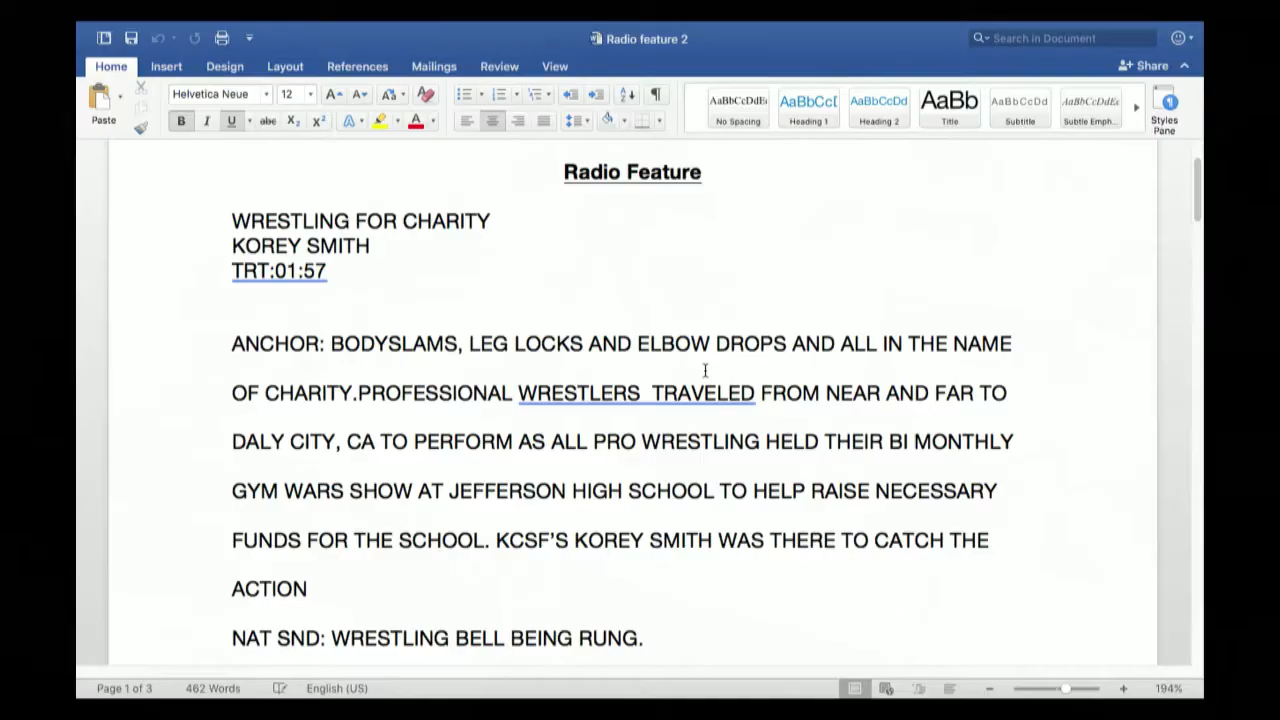 Radio feature 2
Search in Document
Home Insert Design Layout References Mailings Review View Share
Paste
Helvetica Neue 12
AaBbCcDdEe AaBbCcDd AaBbCcDd AaBb AaBbCcDd AaBbCcDdEe
No Spacing Heading 1 Heading 2 Title Subtitle Subtle Emph... Styles Pane
Radio Feature
WRESTLING FOR CHARITY
KOREY SMITH
TRT:01:57
ANCHOR: BODYSLAMS, LEG LOCKS AND ELBOW DROPS AND ALL IN THE NAME
OF CHARITY.PROFESSIONAL WRESTLERS  TRAVELED FROM NEAR AND FAR TO
DALY CITY, CA TO PERFORM AS ALL PRO WRESTLING HELD THEIR BI MONTHLY
GYM WARS SHOW AT JEFFERSON HIGH SCHOOL TO HELP RAISE NECESSARY
FUNDS FOR THE SCHOOL. KCSF'S KOREY SMITH WAS THERE TO CATCH THE
ACTION
NAT SND: WRESTLING BELL BEING RUNG.
Page 1 of 3 462 Words English (US) 194%